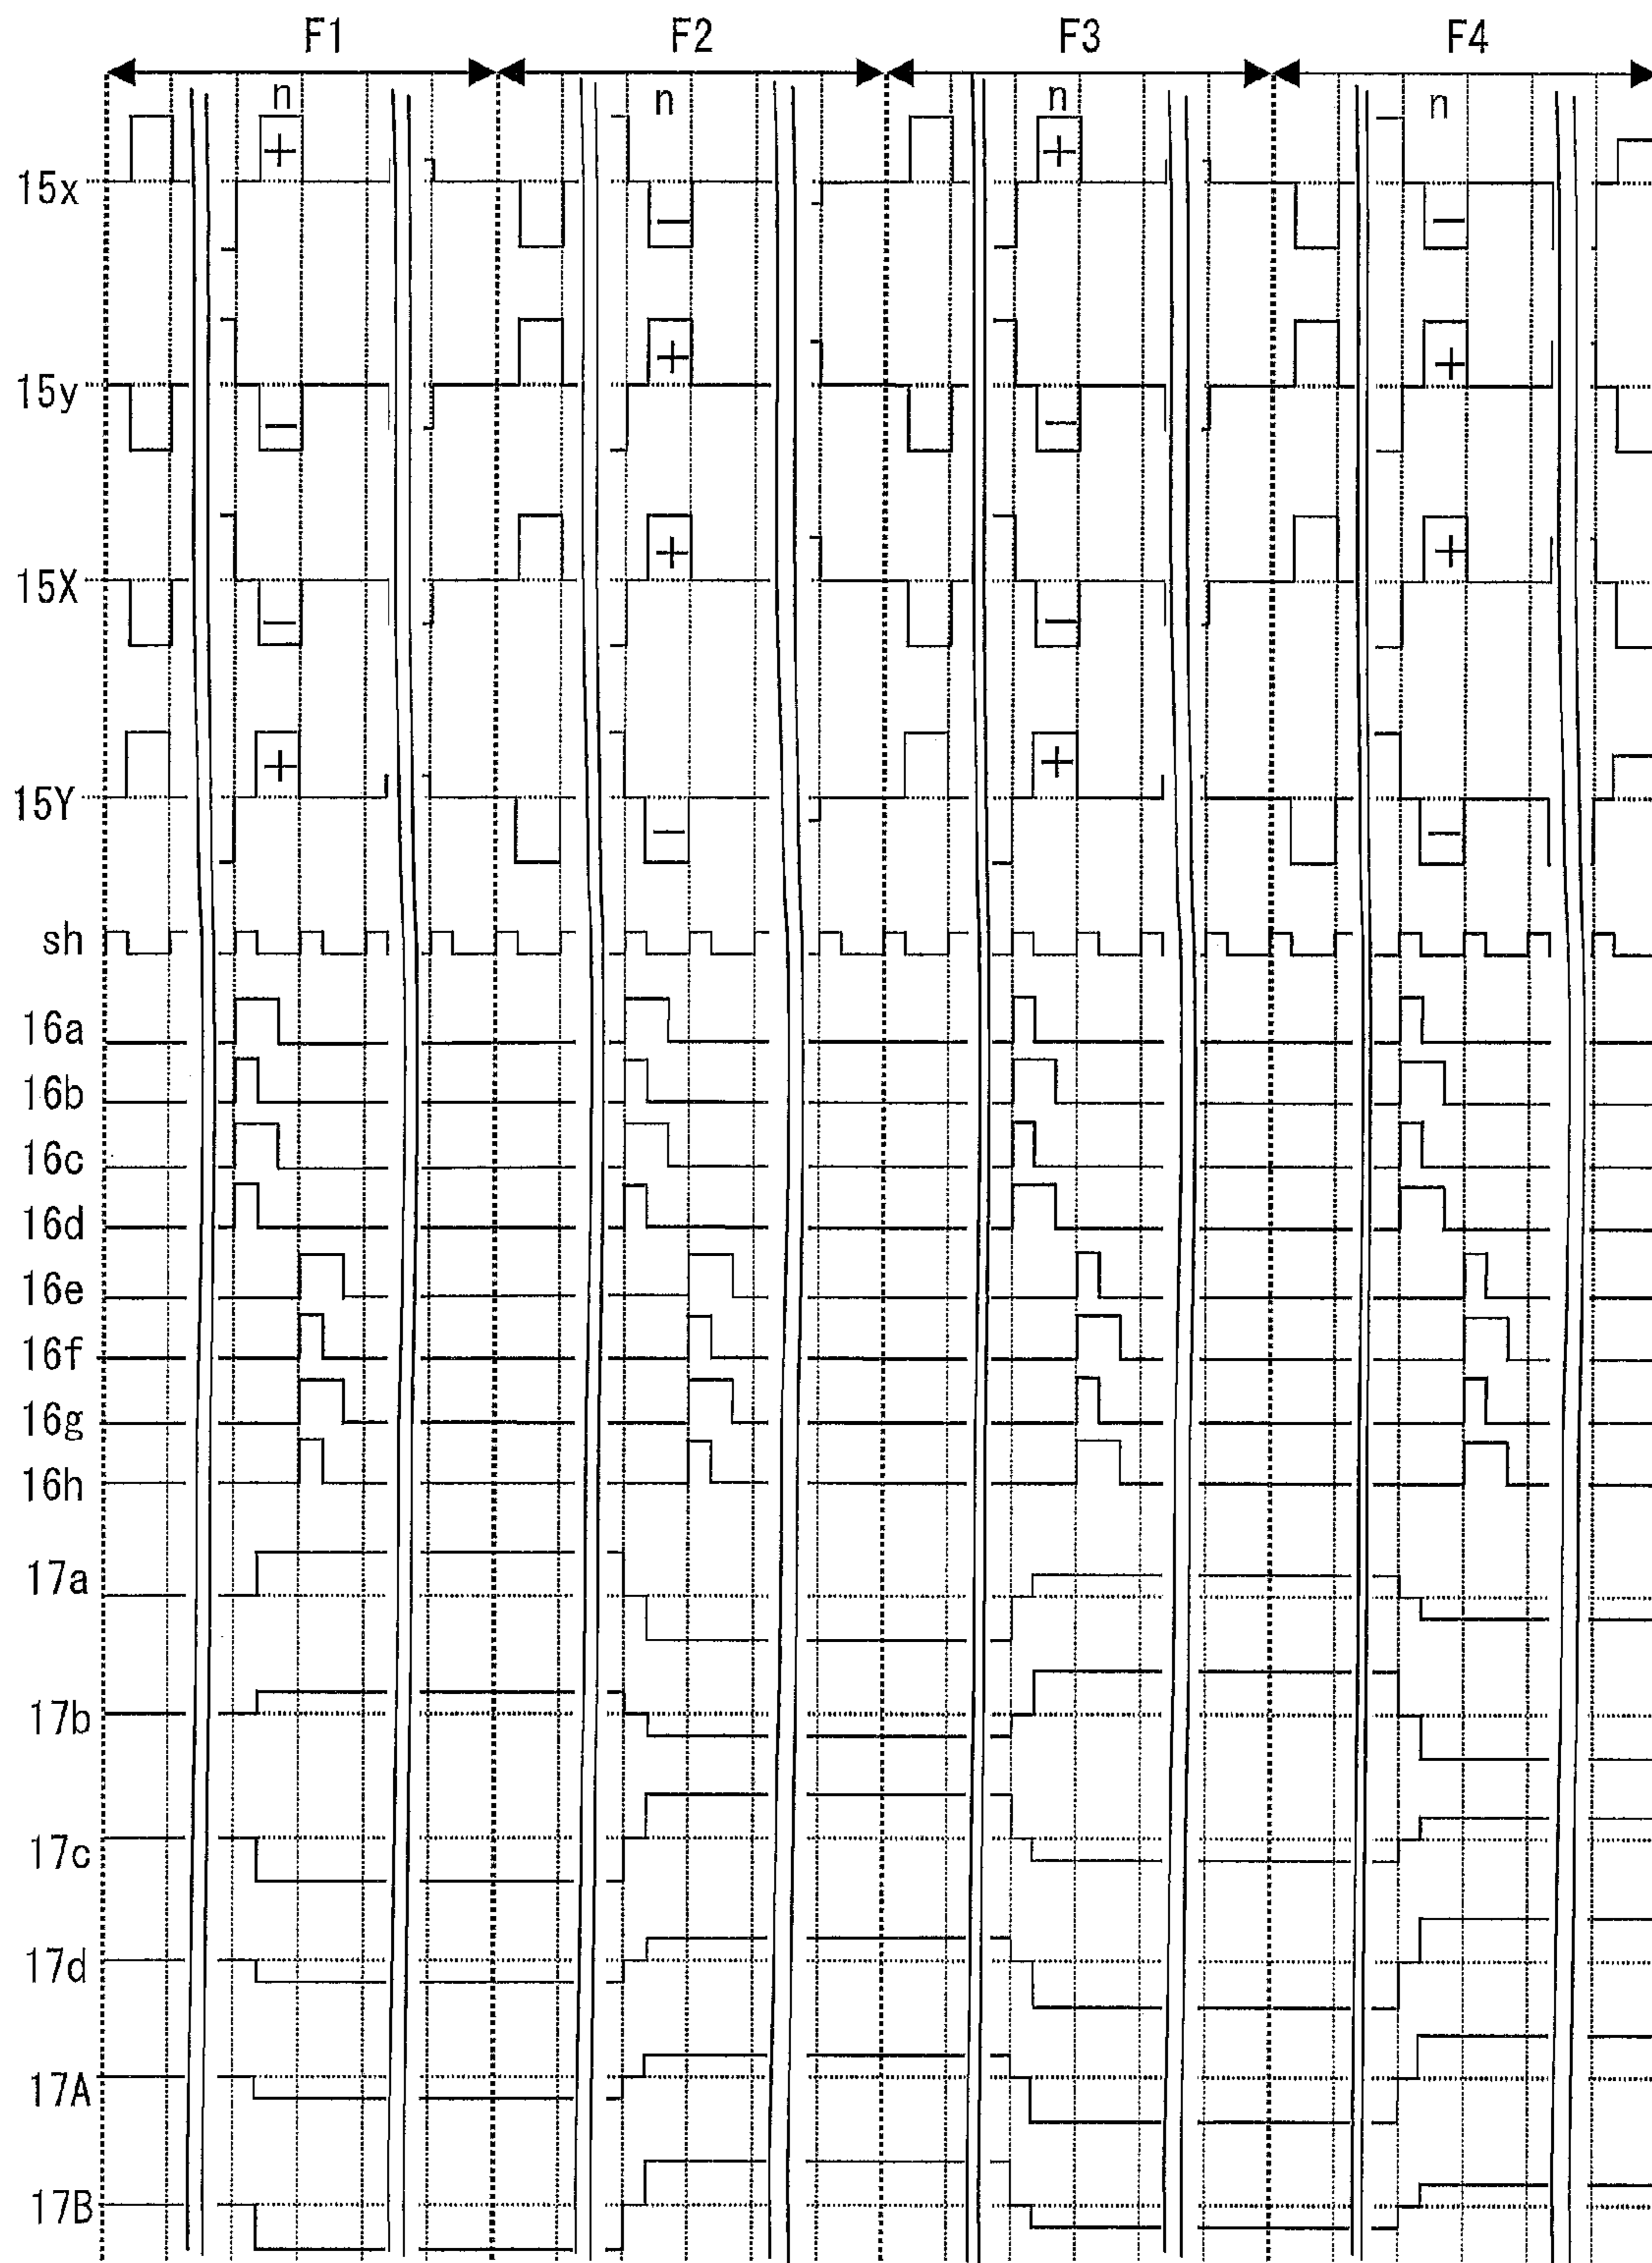 F1 F2 F3 F4
n n n n
15x + − + −
15y − + − +
15X − + − +
15Y + − + −
sh
16a
16b
16c
16d
16e
16f
16g
16h
17a
17b
17c
17d
17A
17B